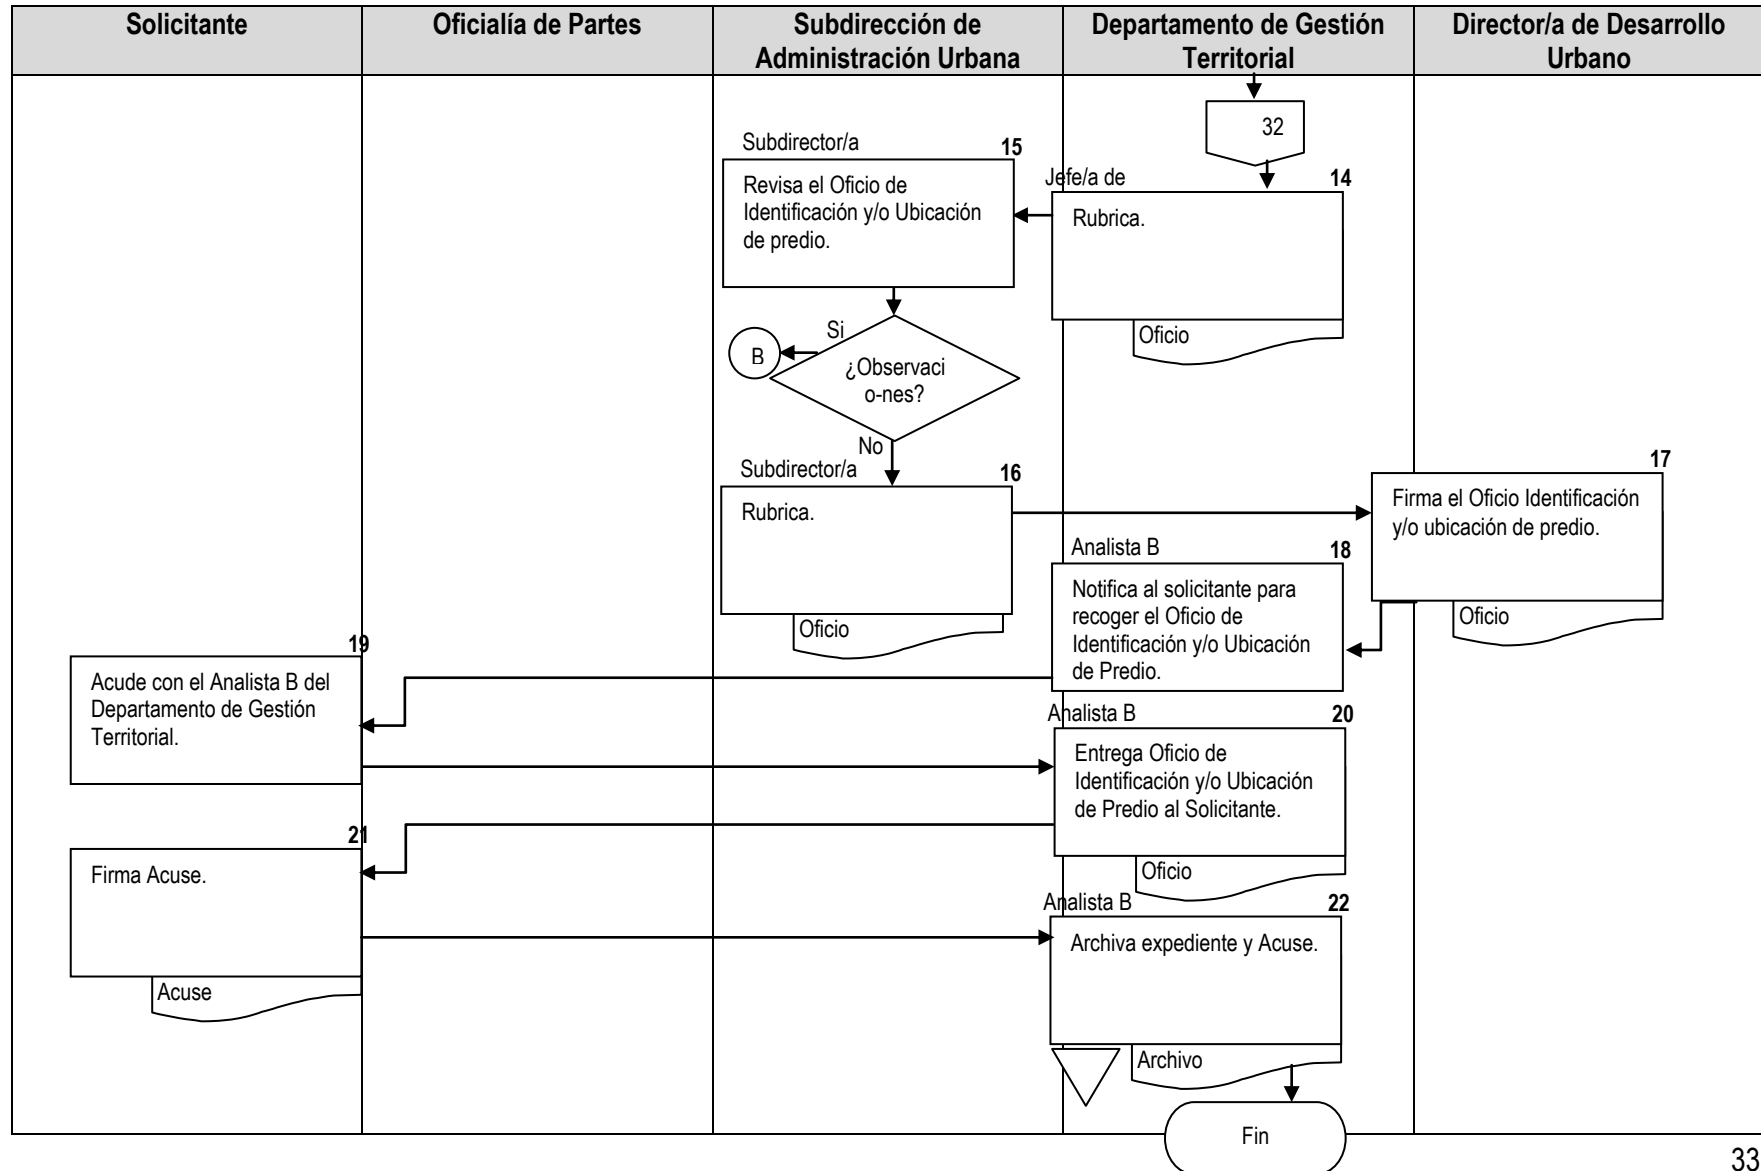 Solicitante
Oficialía de Partes
Subdirección de
Administración Urbana
Departamento de Gestión
Territorial
Director/a de Desarrollo
Urbano
32
Jefe/a de
14
Rubrica.
Oficio
Subdirector/a
15
Revisa el Oficio de
Identificación y/o Ubicación
de predio.
Si
B
¿Observaci
o-nes?
No
Subdirector/a
16
Rubrica.
Oficio
17
Firma el Oficio Identificación
y/o ubicación de predio.
Oficio
Analista B
18
Notifica al solicitante para
recoger el Oficio de
Identificación y/o Ubicación
de Predio.
19
Acude con el Analista B del
Departamento de Gestión
Territorial.
Analista B
20
Entrega Oficio de
Identificación y/o Ubicación
de Predio al Solicitante.
Oficio
21
Firma Acuse.
Acuse
Analista B
22
Archiva expediente y Acuse.
Archivo
Fin
33